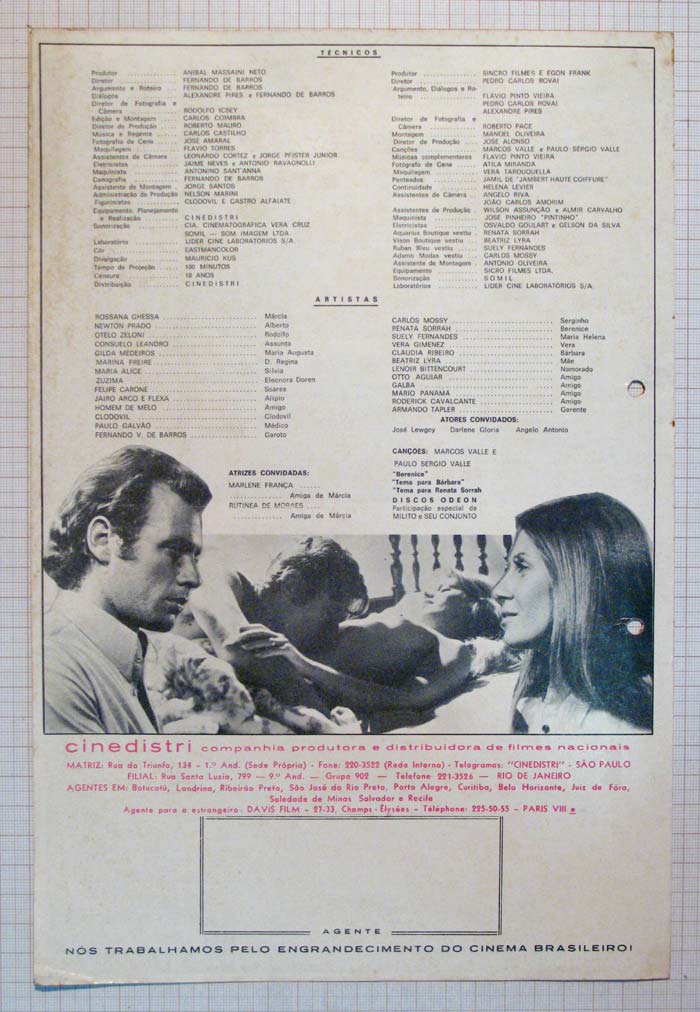 TÉCNICOS
Produtor .............. ANIBAL MASSAINI NETO
Diretor ............... FERNANDO DE BARROS
Argumento e Roteiro ... FERNANDO DE BARROS
Diálogos .............. ALEXANDRE PIRES e FERNANDO DE BARROS
Diretor de Fotografia e
Câmera ................ RODOLFO ICSEY
Edição e Montagem ..... CARLOS COIMBRA
Diretor de Produção ... ROBERTO MAURO
Música e Regente ...... CARLOS CASTILHO
Fotografia de Cena .... JOSE AMARAL
Maquilagem ............ FLAVIO TORRES
Assistentes de Câmara . LEONARDO CORTEZ e JORGE PFISTER JUNIOR
Eletricistas .......... JAIME NEVES e ANTONIO RAVAGNOLLI
Maquinista ............ ANTONINO SANT'ANNA
Cenografia ............ FERNANDO DE BARROS
Assistente de Montagem . JORGE SANTOS
Administração de Produção NELSON MARINI
Figurinistas .......... CLODOVIL E CASTRO ALFAIATE
Equipamento, Planejamento
e Realização .......... CINEDISTRI
Sonorização ........... CIA. CINEMATOGRÁFICA VERA CRUZ
SOMIL — SOM IMAGEM LTDA.
Laboratório ........... LIDER CINE LABORATORIOS S/A.
Côr ................... EASTMANCOLOR
Divulgação ............ MAURICIO KUS
Tempo de Projeção ..... 100 MINUTOS
Censura ............... 18 ANOS
Distribuição .......... CINEDISTRI
Produtor .............. SINCRO FILMES E EGON FRANK
Diretor ............... PEDRO CARLOS ROVAI
Argumento, Diálogos e Ro-
teiro ................. FLAVIO PINTO VIEIRA
PEDRO CARLOS ROVAI
ALEXANDRE PIRES
Diretor de Fotografia e
Câmera ................ ROBERTO PACE
Montagem .............. MANOEL OLIVEIRA
Diretor de Produção ... JOSE ALONSO
Canções ............... MARCOS VALLE e PAULO SÉRGIO VALLE
Músicas complementares FLAVIO PINTO VIEIRA
Fotógrafo de Cena ..... ATILA MIRANDA
Maquilagem ............ VERA TABOUQUELLA
Penteados ............. JAMIL DE "JAMBERT HAUTE COIFFURE"
Continuidade .......... HELENA LEVIER
Assistentes de Câmera . ANGELO RIVA
JOÃO CARLOS AMORIM
Assistentes de Produção . WILSON ASSUNÇÃO e ALMIR CARVALHO
Maquinista ............ JOSE PINHEIRO "PINTINHO"
Eletricistas .......... OSVALDO GOULART e GELSON DA SILVA
Aquarius Boutique vestiu . RENATA SORRAH
Vison Boutique vestiu . BEATRIZ LYRA
Ruban Bleu vestiu ..... SUELY FERNANDES
Adamis Modas vestiu ... CARLOS MOSSY
Assistente de Montagem . ANTONIO OLIVEIRA
Equipamento ........... SICRO FILMES LTDA.
Sonorização ........... SOMIL
Laboratórios .......... LIDER CINE LABORATÓRIOS S/A.
ARTISTAS
ROSSANA GHESSA ........ Márcia
NEWTON PRADO .......... Alberto
OTELO ZELONI .......... Rodolfo
CONSUELO LEANDRO ...... Assunta
GILDA MEDEIROS ........ Maria Augusta
MARINA FREIRE ......... D. Regina
MARIA ALICE ........... Silvia
ZUZIMA ................ Eleonora Doren
FELIPE CARONE ......... Soares
JAIRO ARCO E FLEXA .... Alipio
HOMEM DE MELO ......... Amigo
CLODOVIL .............. Clodovil
PAULO GALVÃO .......... Médico
FERNANDO V. DE BARROS . Garoto
ATRIZES CONVIDADAS:
MARLENE FRANÇA ......
.............. Amiga de Márcia
RUTINEA DE MORAES ....
.............. Amiga de Márcia
CARLOS MOSSY .......... Serginho
RENATA SORRAH ......... Berenice
SUELY FERNANDES ....... Maria Helena
VERA GIMENEZ .......... Vera
CLÁUDIA RIBEIRO ....... Bárbara
BEATRIZ LYRA .......... Mãe
LENOIR BITTENCOURT .... Namorado
OTTO AGUIAR ........... Amigo
GALBA ................. Amigo
MARIO PANAMÁ .......... Amigo
RODERICK CAVALCANTE ... Amigo
ARMANDO TAPLER ........ Gerente
ATORES CONVIDADOS:
José Lewgoy Darlene Gloria Angelo Antonio
CANÇÕES: MARCOS VALLE E
PAULO SERGIO VALLE
"Berenice"
"Tema para Bárbara"
"Tema para Renata Sorrah
DISCOS ODEON
Participação especial de
MILITO e SEU CONJUNTO
cinedistri companhia produtora e distribuidora de filmes nacionais
MATRIZ: Rua do Triunfo, 134 - 1.º And. (Sede Própria) - Fone: 220-3522 (Rede Interna) - Telegramas: "CINEDISTRI" - SÃO PAULO
FILIAL: Rua Santa Luzia, 799 — 9.º And. — Grupo 902 — Telefone 221-3526 — RIO DE JANEIRO
AGENTES EM: Botucatú, Londrina, Ribeirão Preto, São José do Rio Preto, Porto Alegre, Curitiba, Belo Horizonte, Juiz de Fóra,
Soledade de Minas Salvador e Recife
Agente para o estrangeiro: DAVIS FILM - 27-33, Champs-Élysées - Téléphone: 225-50-55 - PARIS VIII e
AGENTE
NÓS TRABALHAMOS PELO ENGRANDECIMENTO DO CINEMA BRASILEIRO!